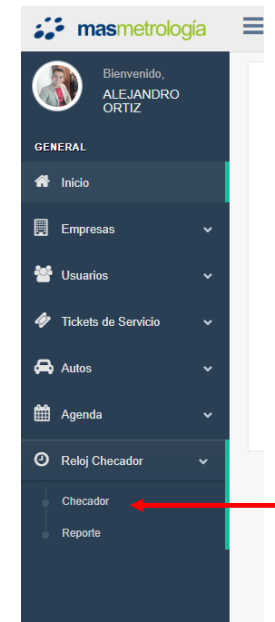 masmetrología
Bienvenido,
ALEJANDRO
ORTIZ
GENERAL
Inicio
Empresas
Usuarios
Tickets de Servicio
Autos
Agenda
Reloj Checador
Checador
Reporte